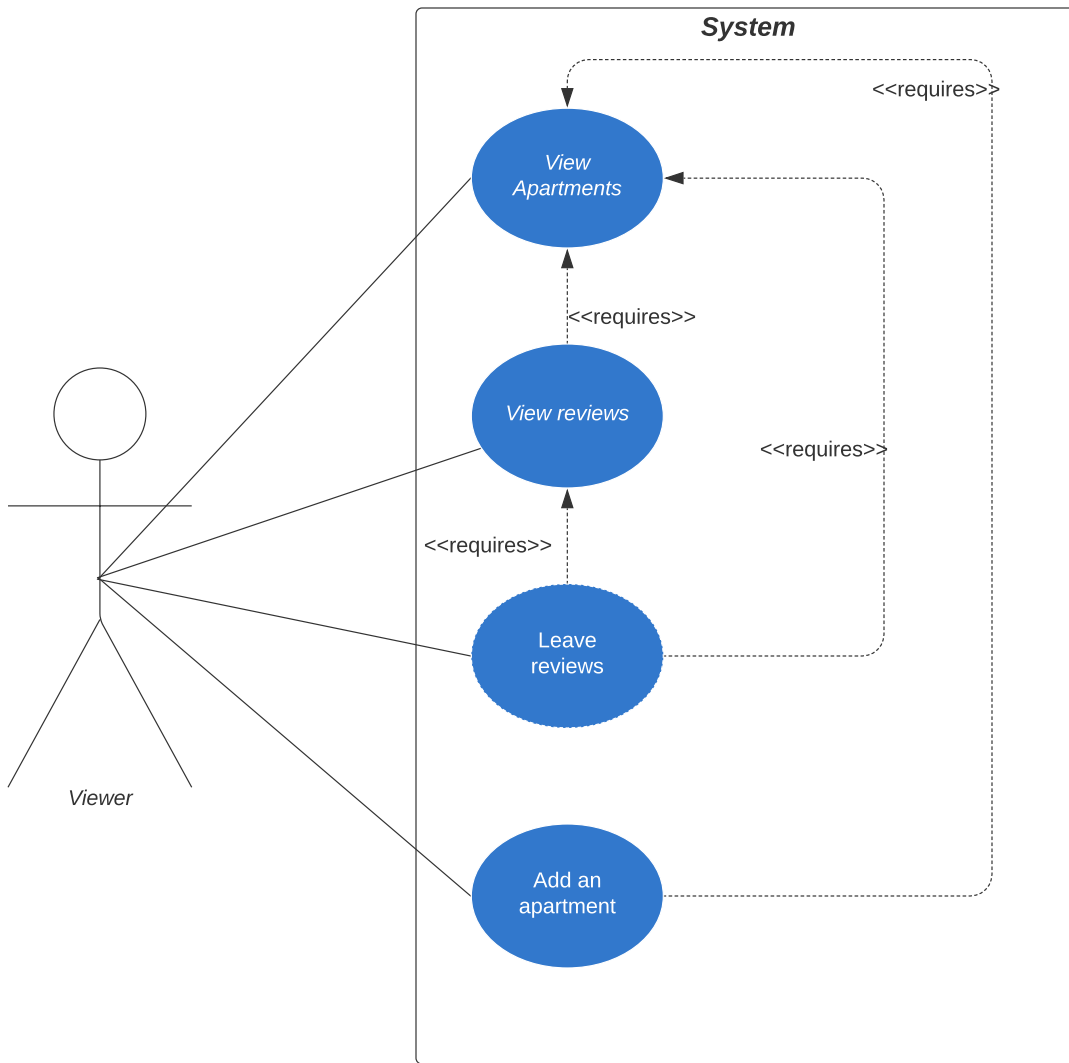 System
<<requires>>
View
Apartments
<<requires>>
View reviews
<<requires>>
<<requires>>
Leave
reviews
Viewer
Add an
apartment